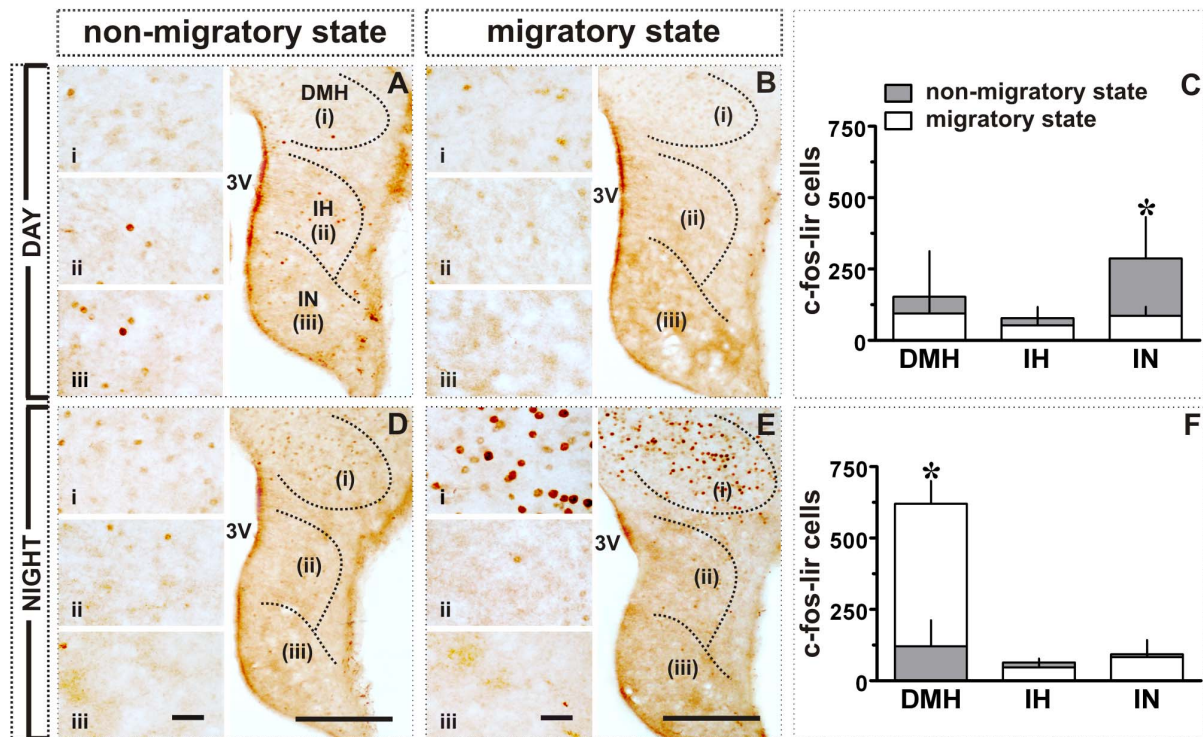 non-migratory state
migratory state
DAY
A
DMH
(i)
3V
IH
(ii)
IN
(iii)
i
ii
iii
B
(i)
3V
(ii)
(iii)
i
ii
iii
C
non-migratory state
migratory state
c-fos-lir cells
750
500
250
0
*
DMH IH IN
NIGHT
D
(i)
3V
(ii)
(iii)
i
ii
iii
E
(i)
3V
(ii)
(iii)
i
ii
iii
F
c-fos-lir cells
750
500
250
0
*
DMH IH IN